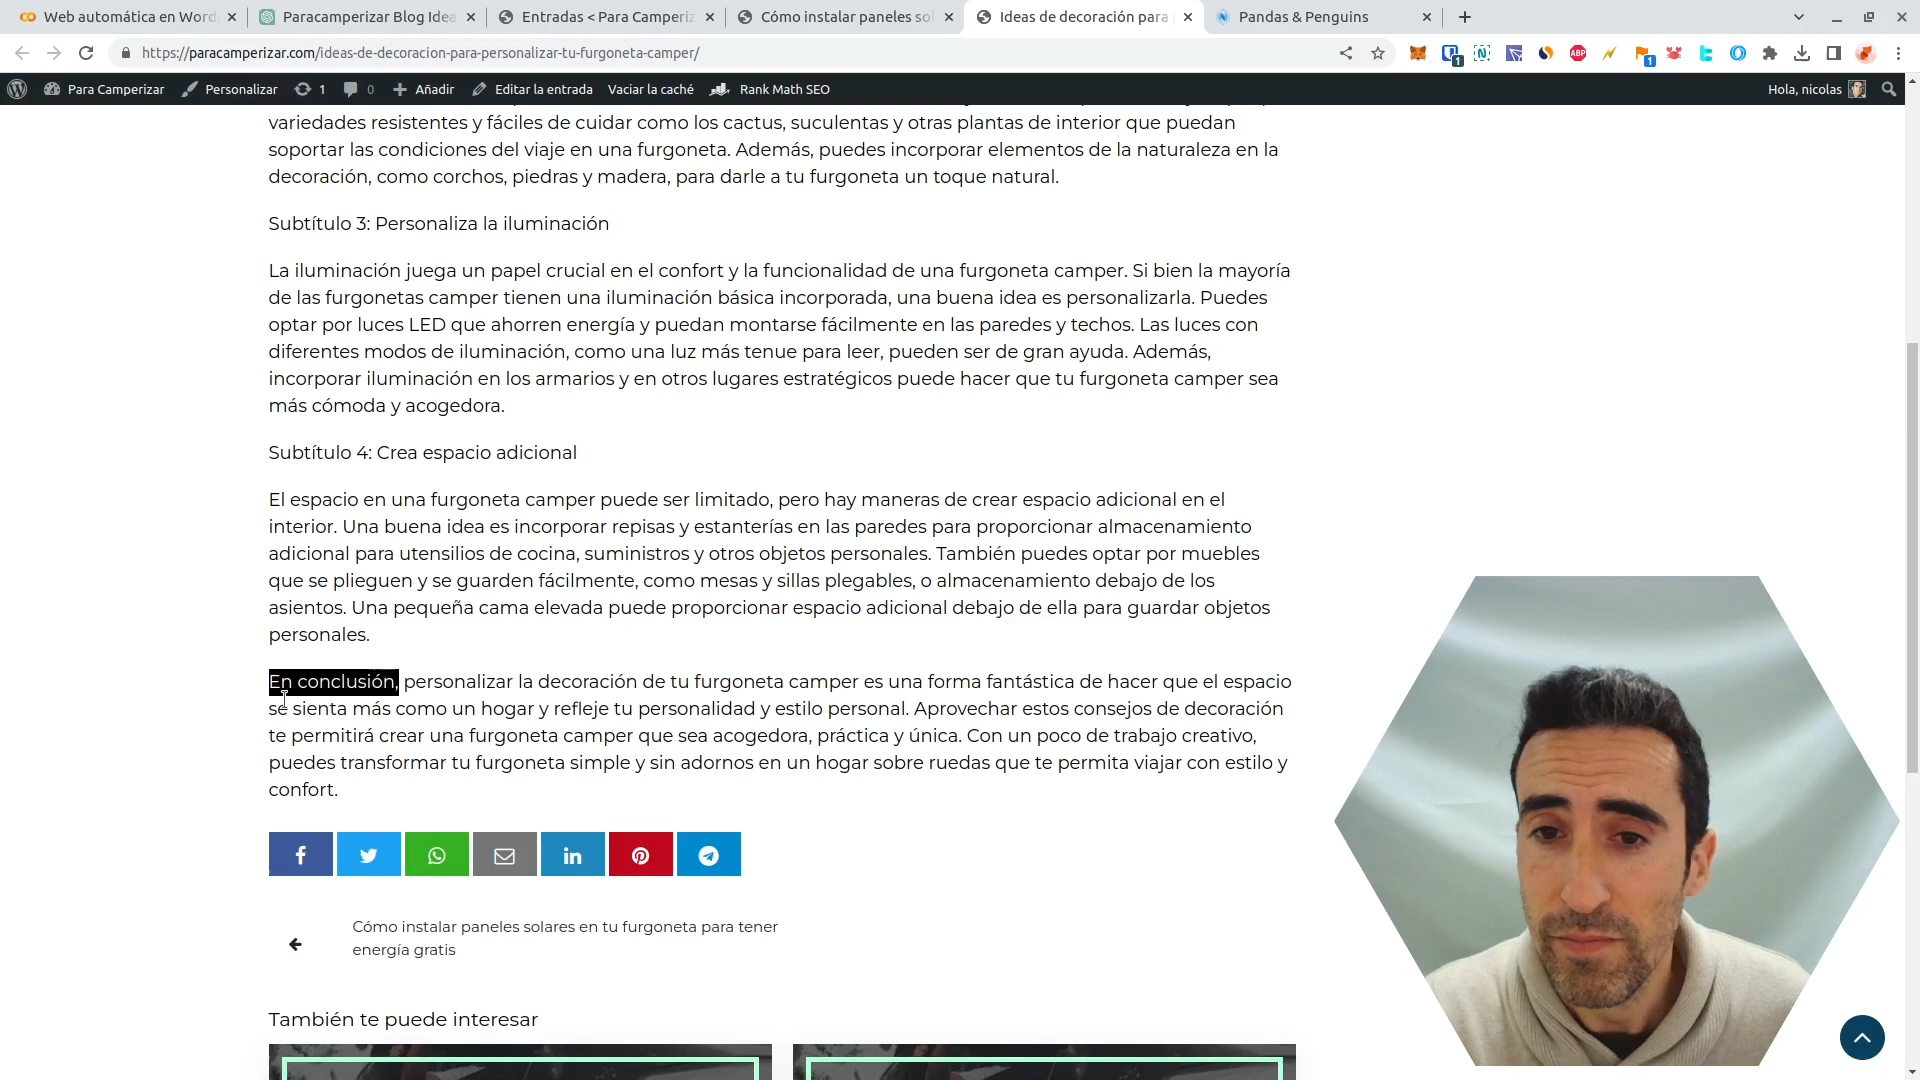 Web automática en Word
Paracamperizar Blog Idea
Entradas < Para Camperiz
Cómo instalar paneles sol
Ideas de decoración para
Pandas & Penguins
https://paracamperizar.com/ideas-de-decoracion-para-personalizar-tu-furgoneta-camper/
Para Camperizar
Personalizar
1
0
Añadir
Editar la entrada
Vaciar la caché
Rank Math SEO
Hola, nicolas
variedades resistentes y fáciles de cuidar como los cactus, suculentas y otras plantas de interior que puedan
soportar las condiciones del viaje en una furgoneta. Además, puedes incorporar elementos de la naturaleza en la
decoración, como corchos, piedras y madera, para darle a tu furgoneta un toque natural.
Subtítulo 3: Personaliza la iluminación
La iluminación juega un papel crucial en el confort y la funcionalidad de una furgoneta camper. Si bien la mayoría
de las furgonetas camper tienen una iluminación básica incorporada, una buena idea es personalizarla. Puedes
optar por luces LED que ahorren energía y puedan montarse fácilmente en las paredes y techos. Las luces con
diferentes modos de iluminación, como una luz más tenue para leer, pueden ser de gran ayuda. Además,
incorporar iluminación en los armarios y en otros lugares estratégicos puede hacer que tu furgoneta camper sea
más cómoda y acogedora.
Subtítulo 4: Crea espacio adicional
El espacio en una furgoneta camper puede ser limitado, pero hay maneras de crear espacio adicional en el
interior. Una buena idea es incorporar repisas y estanterías en las paredes para proporcionar almacenamiento
adicional para utensilios de cocina, suministros y otros objetos personales. También puedes optar por muebles
que se plieguen y se guarden fácilmente, como mesas y sillas plegables, o almacenamiento debajo de los
asientos. Una pequeña cama elevada puede proporcionar espacio adicional debajo de ella para guardar objetos
personales.
En conclusión, personalizar la decoración de tu furgoneta camper es una forma fantástica de hacer que el espacio
se sienta más como un hogar y refleje tu personalidad y estilo personal. Aprovechar estos consejos de decoración
te permitirá crear una furgoneta camper que sea acogedora, práctica y única. Con un poco de trabajo creativo,
puedes transformar tu furgoneta simple y sin adornos en un hogar sobre ruedas que te permita viajar con estilo y
confort.
Cómo instalar paneles solares en tu furgoneta para tener
energía gratis
También te puede interesar